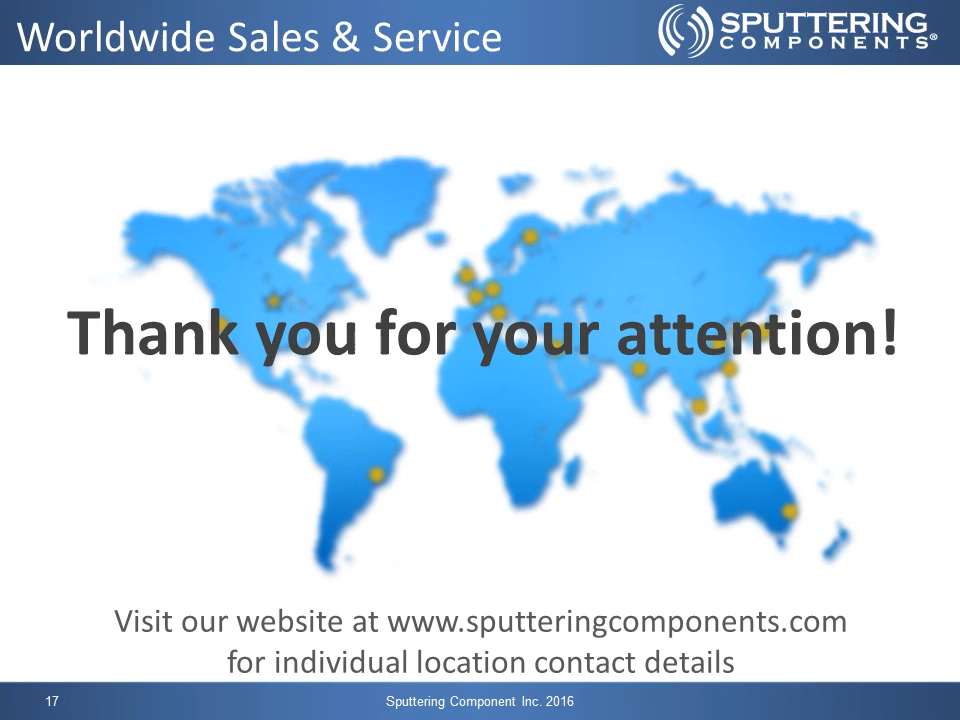 Worldwide Sales & Service
SPUTTERING
COMPONENTS®
Thank you for your attention!
Visit our website at www.sputteringcomponents.com
for individual location contact details
17
Sputtering Component Inc. 2016